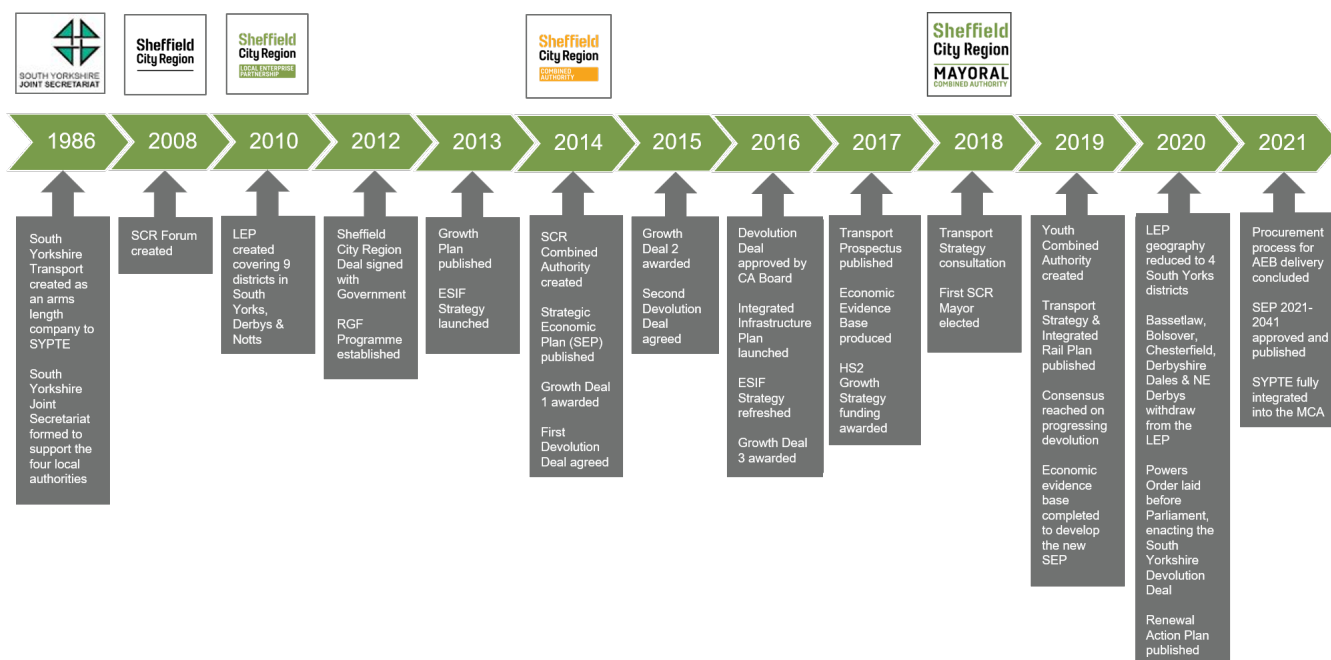 SOUTH YORKSHIRE
JOINT SECRETARIAT
Sheffield
City Region
Sheffield
City Region
LOCAL ENTERPRISE
PARTNERSHIP
Sheffield
City Region
COMBINED
AUTHORITY
Sheffield
City Region
MAYORAL
COMBINED AUTHORITY
1986
2008
2010
2012
2013
2014
2015
2016
2017
2018
2019
2020
2021
South
Yorkshire
Transport
created as
an arms
length
company to
SYPTE
South
Yorkshire
Joint
Secretariat
formed to
support the
four local
authorities
SCR Forum
created
LEP
created
covering 9
districts in
South
Yorks,
Derbys &
Notts
Sheffield
City Region
Deal signed
with
Government
RGF
Programme
established
Growth
Plan
published
ESIF
Strategy
launched
SCR
Combined
Authority
created
Strategic
Economic
Plan (SEP)
published
Growth Deal
1 awarded
First
Devolution
Deal agreed
Growth
Deal 2
awarded
Second
Devolution
Deal
agreed
Devolution
Deal
approved by
CA Board
Integrated
Infrastructure
Plan
launched
ESIF
Strategy
refreshed
Growth Deal
3 awarded
Transport
Prospectus
published
Economic
Evidence
Base
produced
HS2
Growth
Strategy
funding
awarded
Transport
Strategy
consultation
First SCR
Mayor
elected
Youth
Combined
Authority
created
Transport
Strategy &
Integrated
Rail Plan
published
Consensus
reached on
progressing
devolution
Economic
evidence
base
completed
to develop
the new
SEP
LEP
geography
reduced to 4
South Yorks
districts
Bassetlaw,
Bolsover,
Chesterfield,
Derbyshire
Dales & NE
Derbys
withdraw
from the
LEP
Powers
Order laid
before
Parliament,
enacting the
South
Yorkshire
Devolution
Deal
Renewal
Action Plan
published
Procurement
process for
AEB delivery
concluded
SEP 2021-
2041
approved and
published
SYPTE fully
integrated
into the MCA